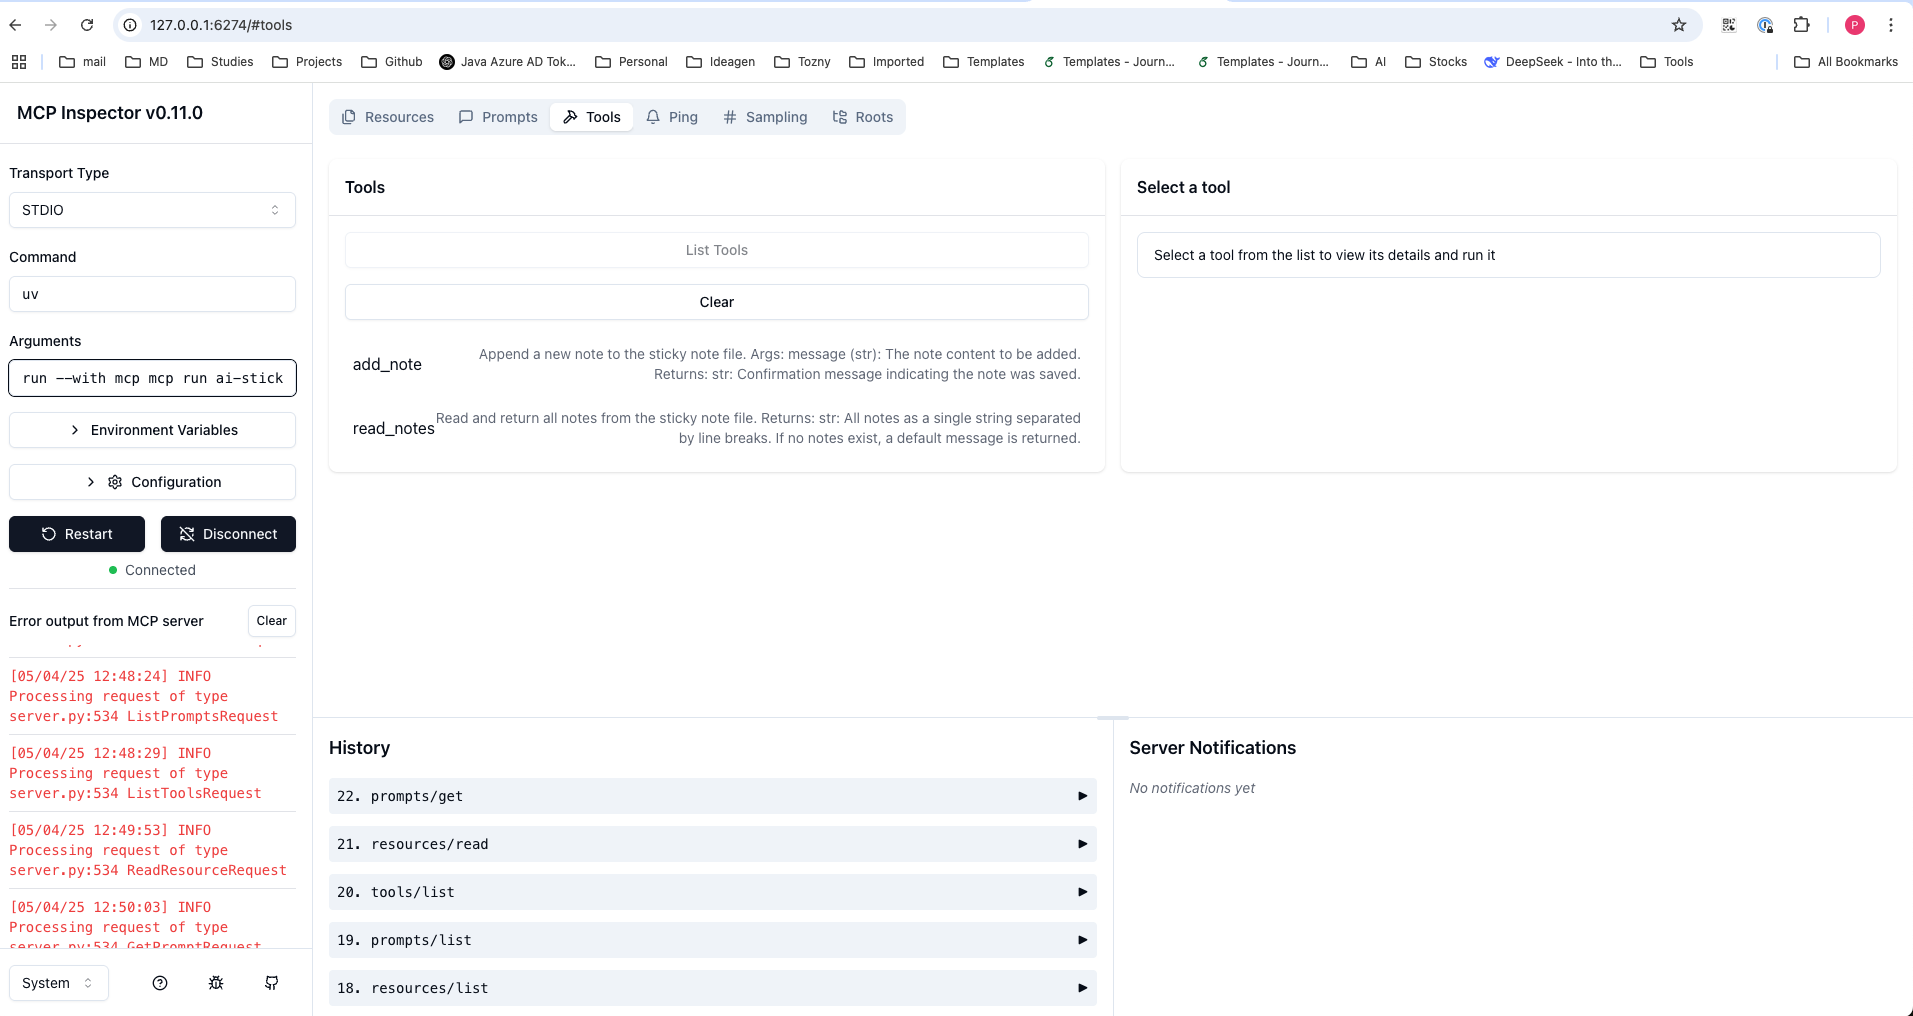 127.0.0.1:6274/#tools
P
mail
MD
Studies
Projects
Github
Java Azure AD Tok...
Personal
Ideagen
Tozny
Imported
Templates
Templates - Journ...
Templates - Journ...
AI
Stocks
DeepSeek - Into th...
Tools
All Bookmarks
MCP Inspector v0.11.0
Transport Type
STDIO
Command
uv
Arguments
run --with mcp mcp run ai-stick
Environment Variables
Configuration
Restart
Disconnect
Connected
Error output from MCP server
Clear
[05/04/25 12:48:24] INFO
Processing request of type
server.py:534 ListPromptsRequest
[05/04/25 12:48:29] INFO
Processing request of type
server.py:534 ListToolsRequest
[05/04/25 12:49:53] INFO
Processing request of type
server.py:534 ReadResourceRequest
[05/04/25 12:50:03] INFO
Processing request of type
server.py:534 GetPromptRequest
System
Resources
Prompts
Tools
Ping
Sampling
Roots
Tools
List Tools
Clear
add_note
Append a new note to the sticky note file. Args: message (str): The note content to be added.
Returns: str: Confirmation message indicating the note was saved.
read_notes
Read and return all notes from the sticky note file. Returns: str: All notes as a single string separated
by line breaks. If no notes exist, a default message is returned.
Select a tool
Select a tool from the list to view its details and run it
History
22. prompts/get
21. resources/read
20. tools/list
19. prompts/list
18. resources/list
Server Notifications
No notifications yet